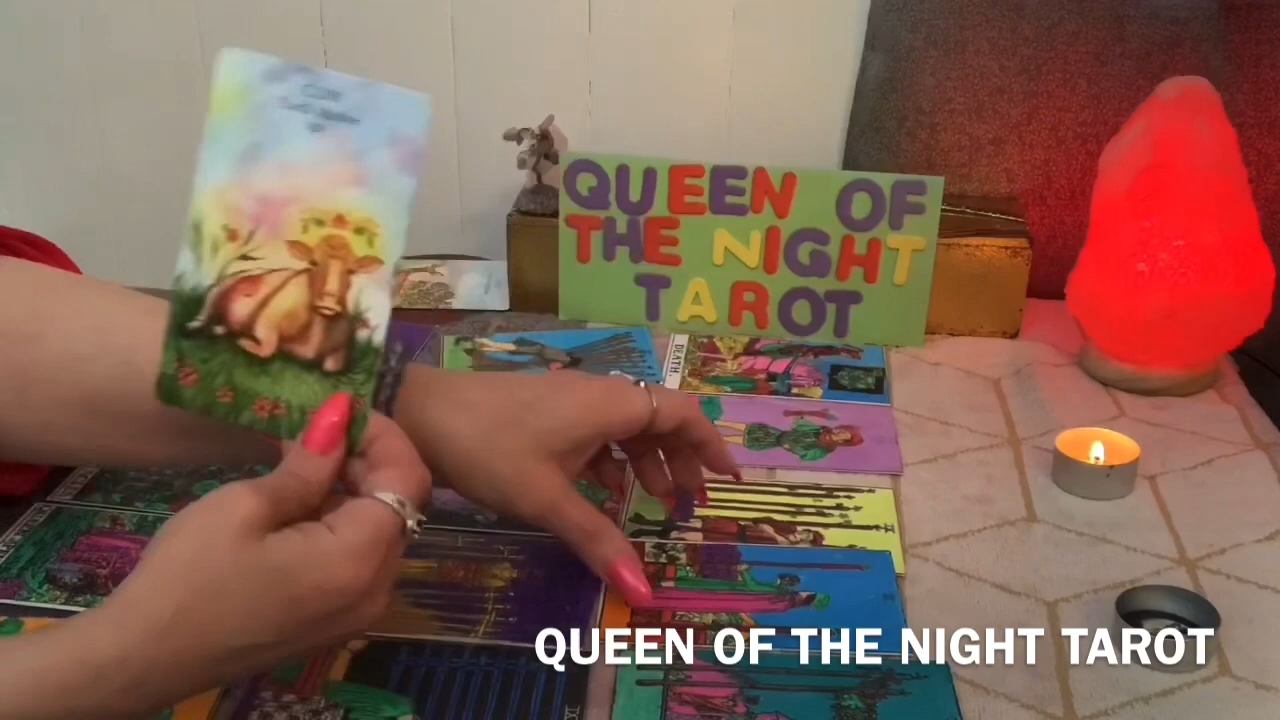 QUEEN OF
THE NIGHT
TAROT
DEATH.
QUEEN OF THE NIGHT TAROT